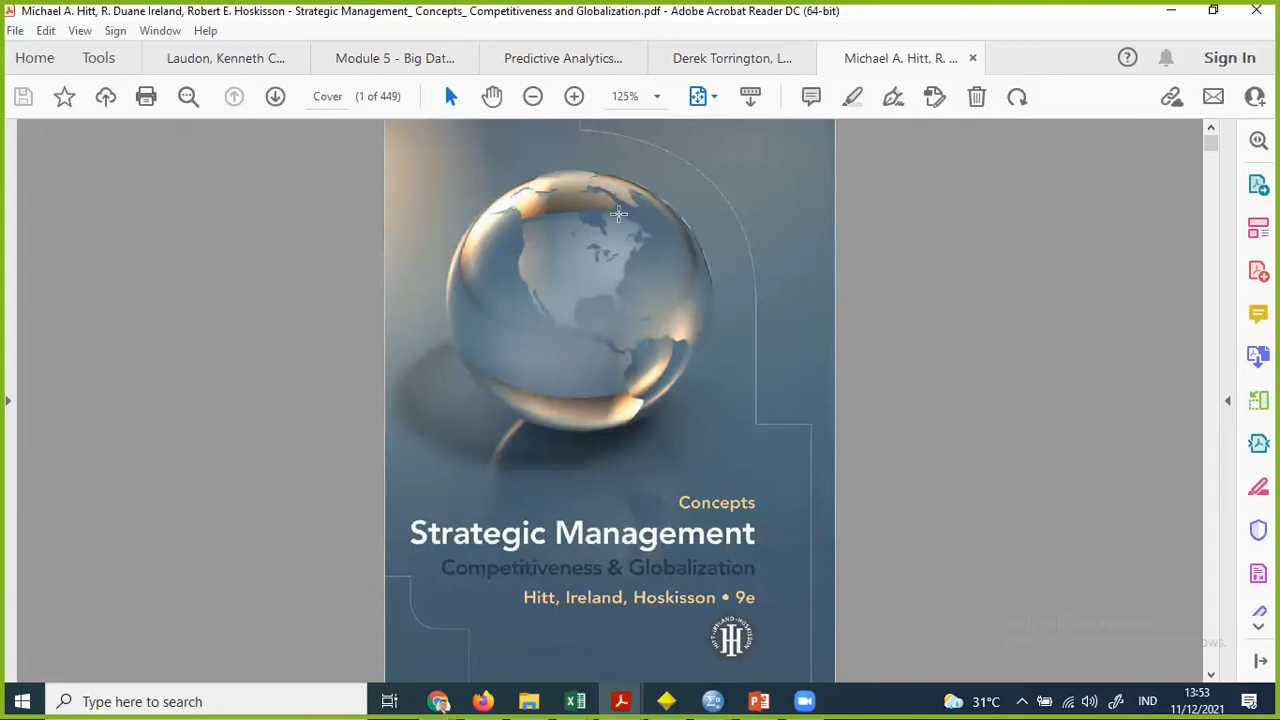 Michael A. Hitt, R. Duane Ireland, Robert E. Hoskisson - Strategic Management_ Concepts_ Competitiveness and Globalization.pdf - Adobe Acrobat Reader DC (64-bit)
File Edit View Sign Window Help
Home Tools Laudon, Kenneth C... Module 5 - Big Dat... Predictive Analytics... Derek Torrington, L... Michael A. Hitt, R. ... Sign In
Cover (1 of 449) 125%
Concepts
Strategic Management
Competitiveness & Globalization
Hitt, Ireland, Hoskisson • 9e
HITT·IRELAND·HOSKISSON
Type here to search 31°C IND 13:53
11/12/2021